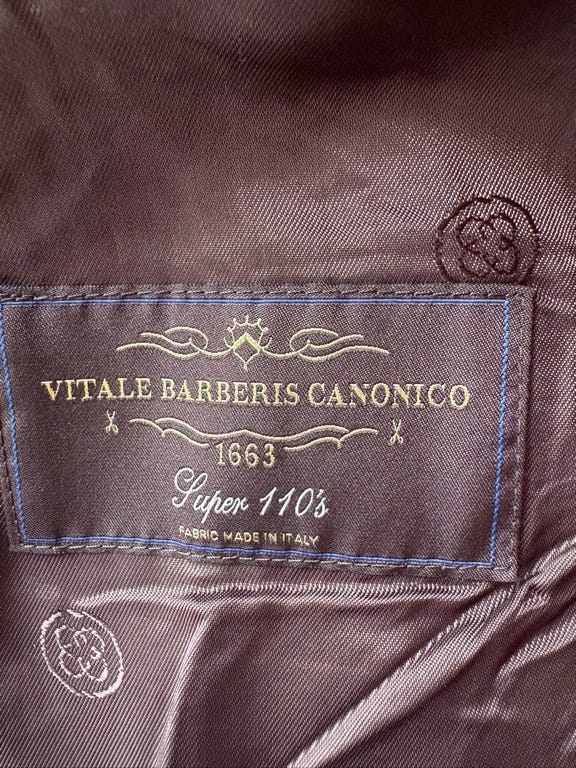 VITALE BARBERIS CANONICO
1663
Super 110's
FABRIC MADE IN ITALY